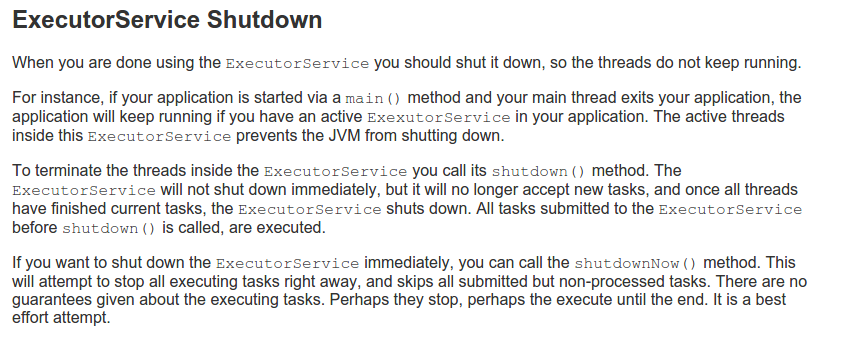 ExecutorService Shutdown
When you are done using the ExecutorService you should shut it down, so the threads do not keep running.
For instance, if your application is started via a main() method and your main thread exits your application, the
application will keep running if you have an active ExexutorService in your application. The active threads
inside this ExecutorService prevents the JVM from shutting down.
To terminate the threads inside the ExecutorService you call its shutdown() method. The
ExecutorService will not shut down immediately, but it will no longer accept new tasks, and once all threads
have finished current tasks, the ExecutorService shuts down. All tasks submitted to the ExecutorService
before shutdown() is called, are executed.
If you want to shut down the ExecutorService immediately, you can call the shutdownNow() method. This
will attempt to stop all executing tasks right away, and skips all submitted but non-processed tasks. There are no
guarantees given about the executing tasks. Perhaps they stop, perhaps the execute until the end. It is a best
effort attempt.